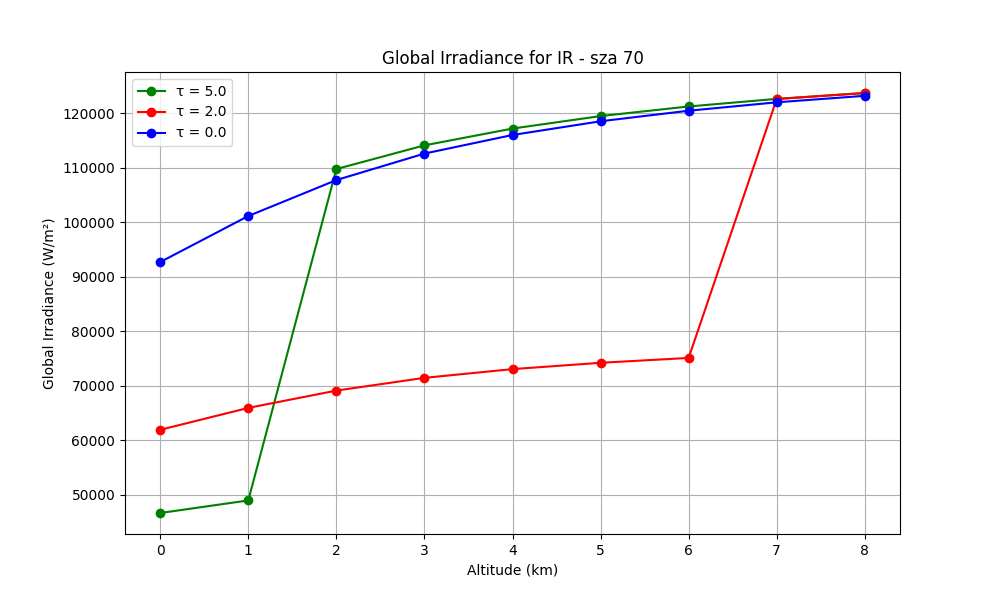 Global Irradiance for IR - sza 70
τ = 5.0
τ = 2.0
τ = 0.0
120000
110000
100000
90000
80000
70000
60000
50000
Global Irradiance (W/m²)
0 1 2 3 4 5 6 7 8
Altitude (km)